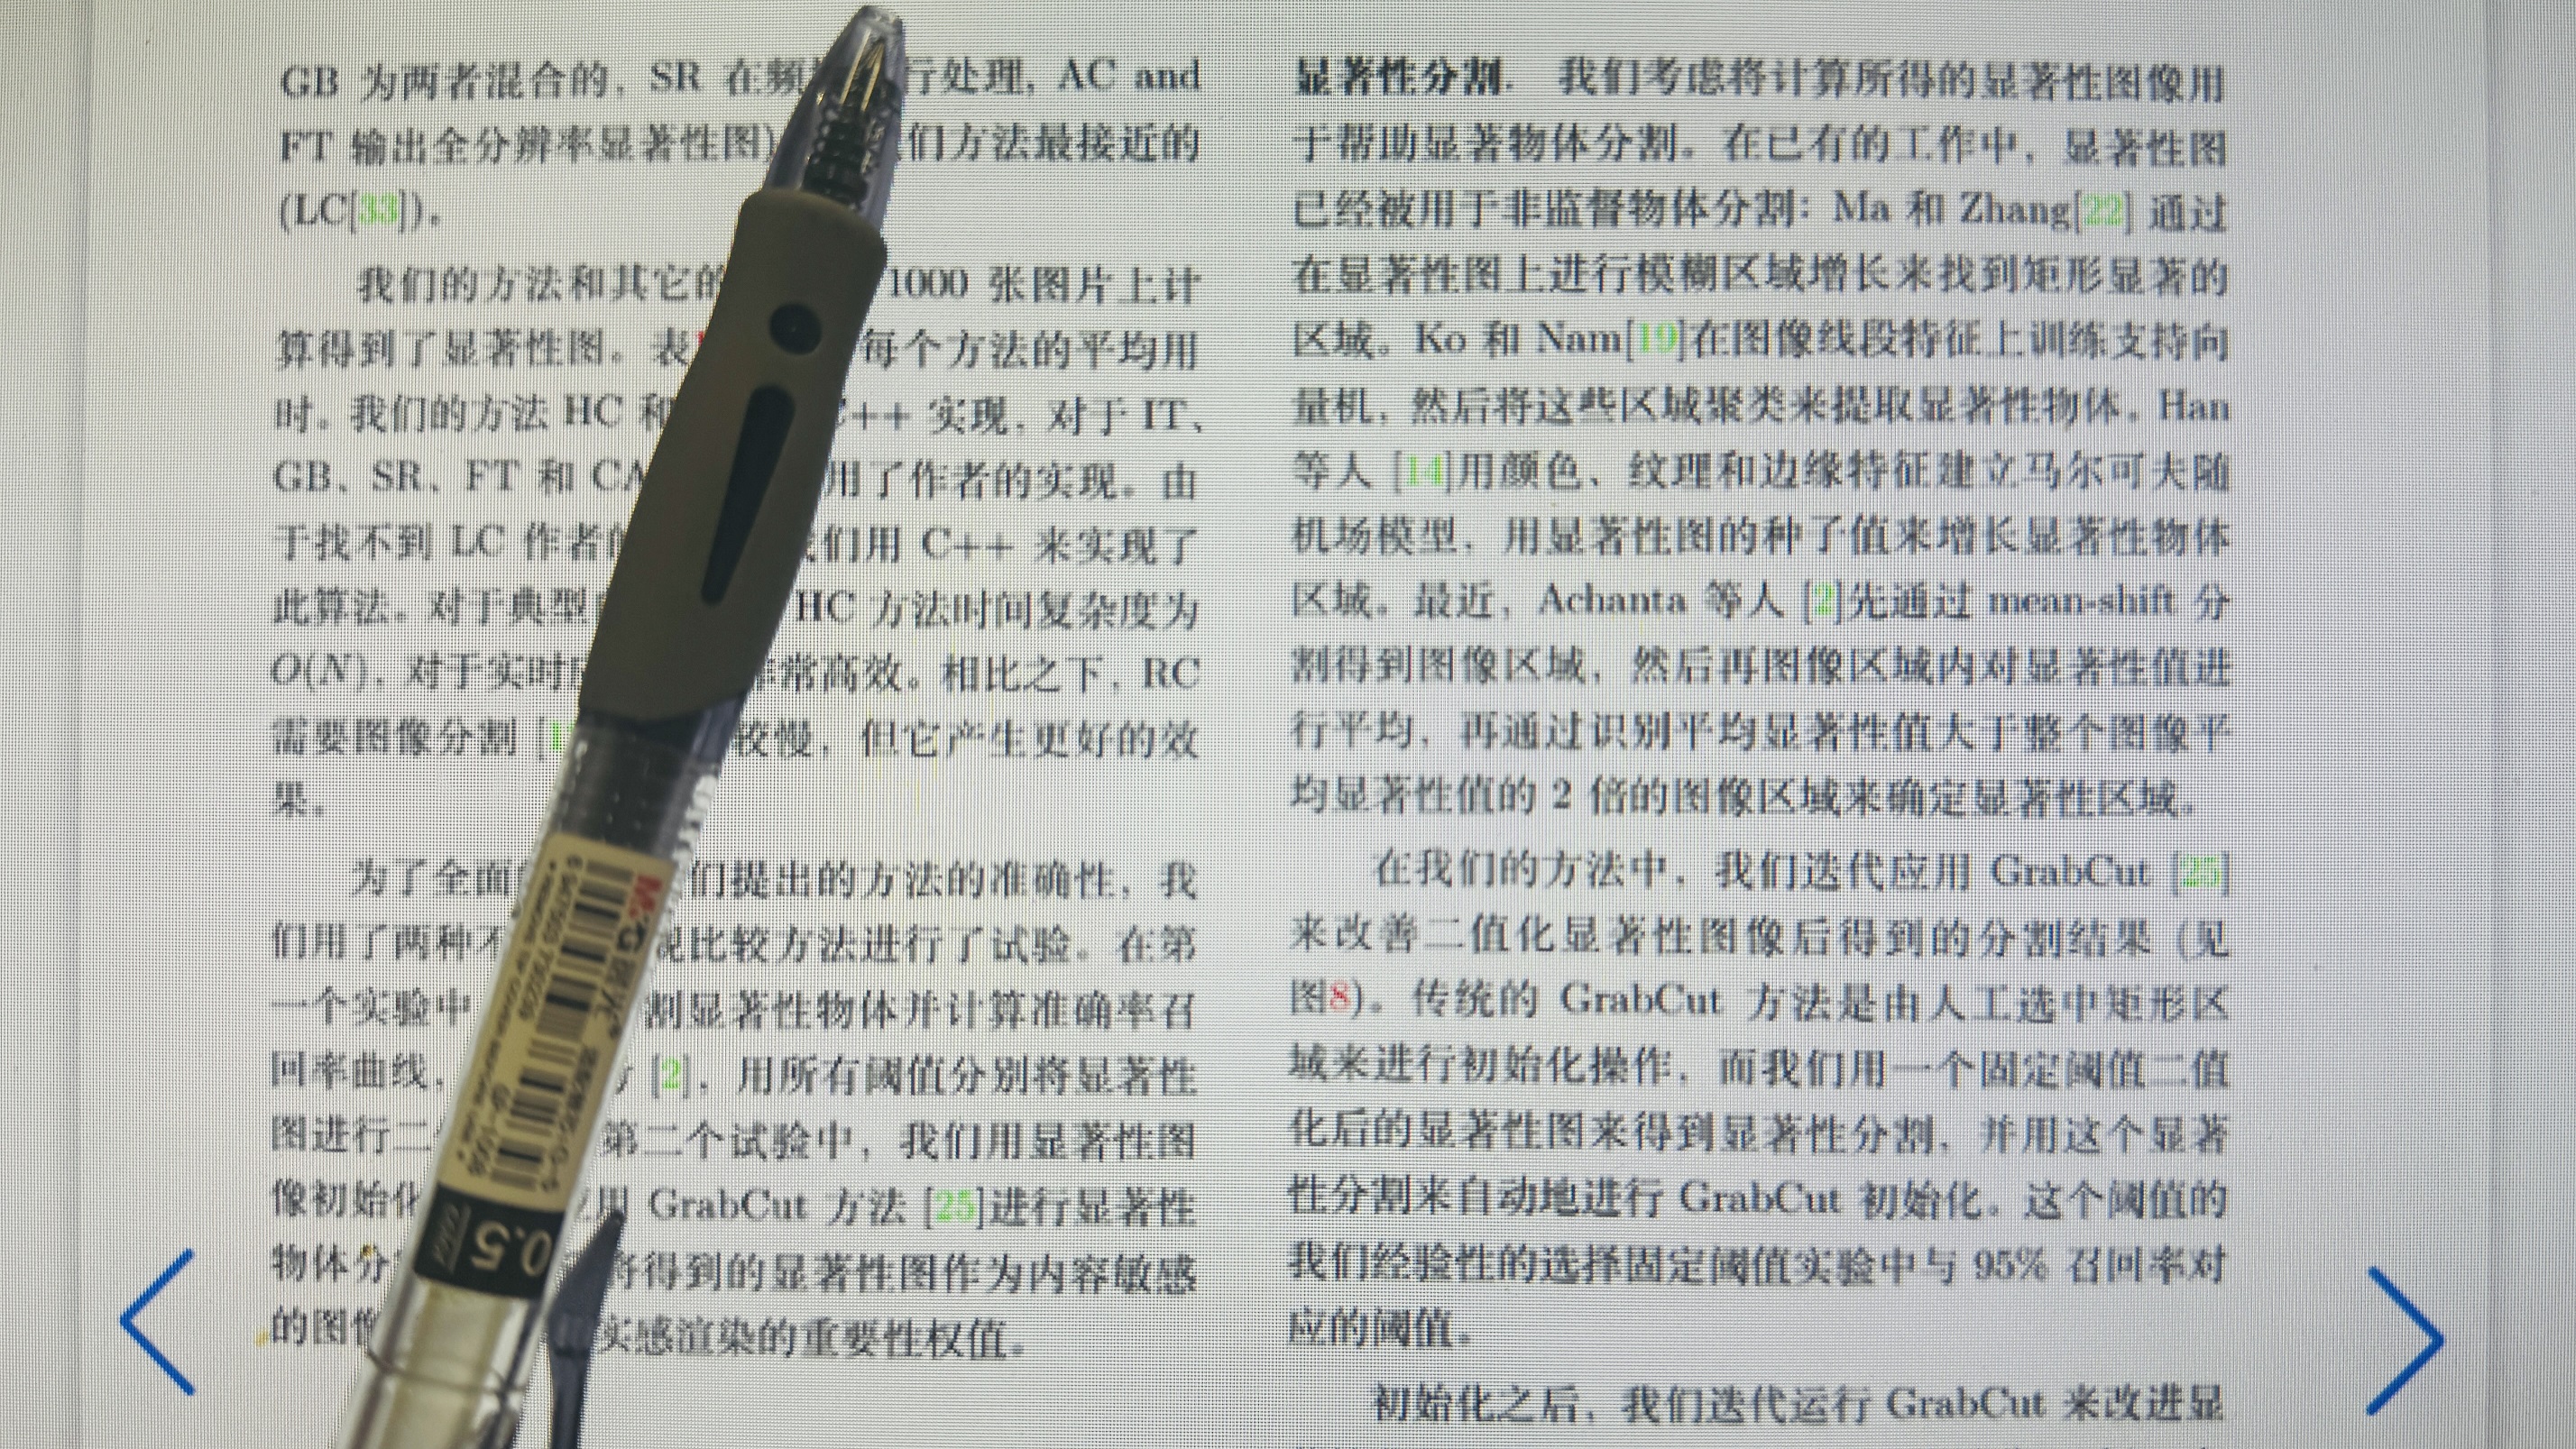 GB 为两者混合的, SR 在频 行处理, AC and
FT 输出全分辨率显著性图) 们方法最接近的
(LC[33])。
我们的方法和其它的 1000 张图片上计
算得到了显著性图。表 每个方法的平均用
时。我们的方法 HC 和 ++ 实现, 对于 IT、
GB、SR、FT 和 CA 用了作者的实现。由
于找不到 LC 作者 们用 C++ 来实现了
此算法。对于典型 HC 方法时间复杂度为
O(N), 对于实时 常高效。相比之下, RC
需要图像分割 [ 较慢, 但它产生更好的效
果。
为了全面 们提出的方法的准确性, 我
们用了两种不 比较方法进行了试验。在第
一个实验中 割显著性物体并计算准确率召
回率曲线, [2], 用所有阈值分别将显著性
图进行二 第二个试验中, 我们用显著性图
像初始化 用 GrabCut 方法 [25]进行显著性
物体分 得到的显著性图作为内容敏感
的图像 实感渲染的重要性权值。
显著性分割. 我们考虑将计算所得的显著性图像用
于帮助显著物体分割。在已有的工作中, 显著性图
已经被用于非监督物体分割: Ma 和 Zhang[22] 通过
在显著性图上进行模糊区域增长来找到矩形显著的
区域。Ko 和 Nam[19]在图像线段特征上训练支持向
量机, 然后将这些区域聚类来提取显著性物体。Han
等人 [14]用颜色、纹理和边缘特征建立马尔可夫随
机场模型, 用显著性图的种子值来增长显著性物体
区域。最近, Achanta 等人 [2]先通过 mean-shift 分
割得到图像区域, 然后再图像区域内对显著性值进
行平均, 再通过识别平均显著性值大于整个图像平
均显著性值的 2 倍的图像区域来确定显著性区域。
在我们的方法中, 我们迭代应用 GrabCut [25]
来改善二值化显著性图像后得到的分割结果 (见
图8)。传统的 GrabCut 方法是由人工选中矩形区
域来进行初始化操作, 而我们用一个固定阈值二值
化后的显著性图来得到显著性分割, 并用这个显著
性分割来自动地进行 GrabCut 初始化。这个阈值的
我们经验性的选择固定阈值实验中与 95% 召回率对
应的阈值。
初始化之后, 我们迭代运行 GrabCut 来改进显
M&G
GP-1008
0.5